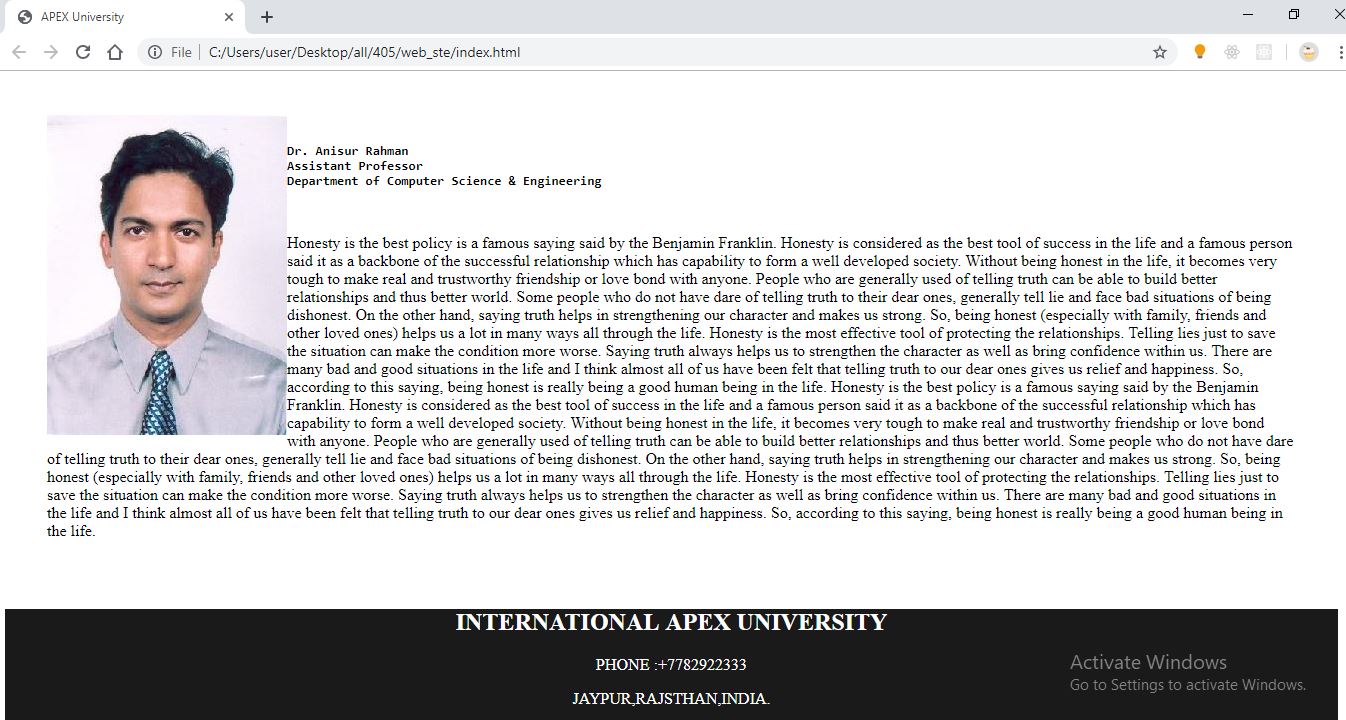 APEX University
File
C:/Users/user/Desktop/all/405/web_ste/index.html
Dr. Anisur Rahman
Assistant Professor
Department of Computer Science & Engineering
Honesty is the best policy is a famous saying said by the Benjamin Franklin. Honesty is considered as the best tool of success in the life and a famous person
said it as a backbone of the successful relationship which has capability to form a well developed society. Without being honest in the life, it becomes very
tough to make real and trustworthy friendship or love bond with anyone. People who are generally used of telling truth can be able to build better
relationships and thus better world. Some people who do not have dare of telling truth to their dear ones, generally tell lie and face bad situations of being
dishonest. On the other hand, saying truth helps in strengthening our character and makes us strong. So, being honest (especially with family, friends and
other loved ones) helps us a lot in many ways all through the life. Honesty is the most effective tool of protecting the relationships. Telling lies just to save
the situation can make the condition more worse. Saying truth always helps us to strengthen the character as well as bring confidence within us. There are
many bad and good situations in the life and I think almost all of us have been felt that telling truth to our dear ones gives us relief and happiness. So,
according to this saying, being honest is really being a good human being in the life. Honesty is the best policy is a famous saying said by the Benjamin
Franklin. Honesty is considered as the best tool of success in the life and a famous person said it as a backbone of the successful relationship which has
capability to form a well developed society. Without being honest in the life, it becomes very tough to make real and trustworthy friendship or love bond
with anyone. People who are generally used of telling truth can be able to build better relationships and thus better world. Some people who do not have dare
of telling truth to their dear ones, generally tell lie and face bad situations of being dishonest. On the other hand, saying truth helps in strengthening our character and makes us strong. So, being
honest (especially with family, friends and other loved ones) helps us a lot in many ways all through the life. Honesty is the most effective tool of protecting the relationships. Telling lies just to
save the situation can make the condition more worse. Saying truth always helps us to strengthen the character as well as bring confidence within us. There are many bad and good situations in
the life and I think almost all of us have been felt that telling truth to our dear ones gives us relief and happiness. So, according to this saying, being honest is really being a good human being in
the life.
INTERNATIONAL APEX UNIVERSITY
PHONE :+7782922333
JAYPUR,RAJSTHAN,INDIA.
Activate Windows
Go to Settings to activate Windows.